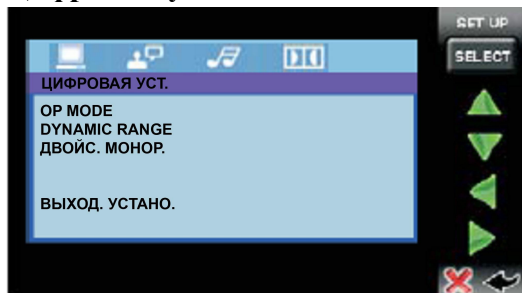 SET UP
SELECT
ЦИФРОВАЯ УСТ.
OP MODE
DYNAMIC RANGE
ДВОЙС. МОНОР.
ВЫХОД. УСТАНО.